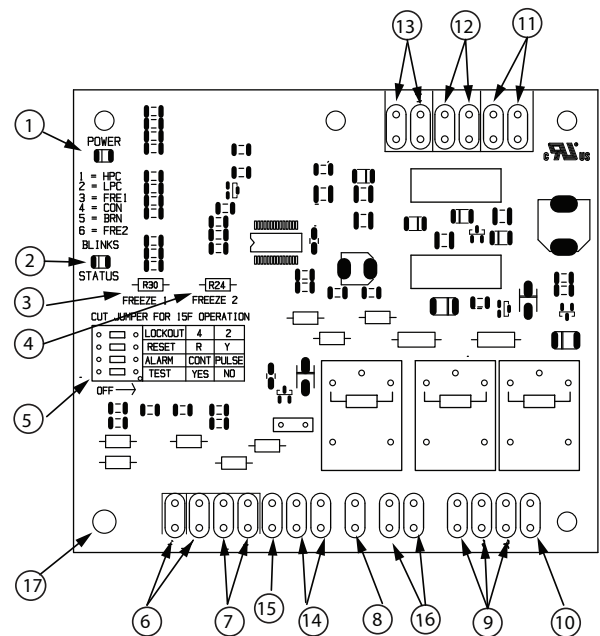 13
12
11
1
POWER
c UL US
1 = HPC
2 = LPC
3 = FRE1
4 = CON
5 = BRN
6 = FRE2
BLINKS
2
STATUS
R30
R24
3
FREEZE 1
FREEZE 2
CUT JUMPER FOR 15F OPERATION
4
LOCKOUT 4 2
RESET R Y
ALARM CONT PULSE
TEST YES NO
OFF
5
17
6
7
15
14
8
16
9
10